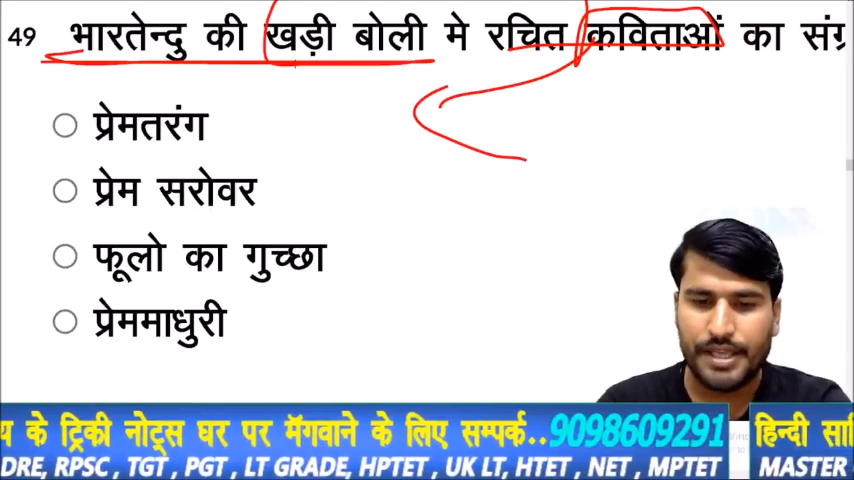 49 भारतेन्दु की खड़ी बोली मे रचित कविताओं का
प्रेमतरंग
प्रेम सरोवर
फूलो का गुच्छा
प्रेममाधुरी
के ट्रिकी नोट्स घर पर मॅगवाने के लिए सम्पर्क..9098609291
हिन्दी
DRE, RPSC , TGT , PGT , LT GRADE, HPTET , UK LT, HTET , NET , MPTET
MASTER